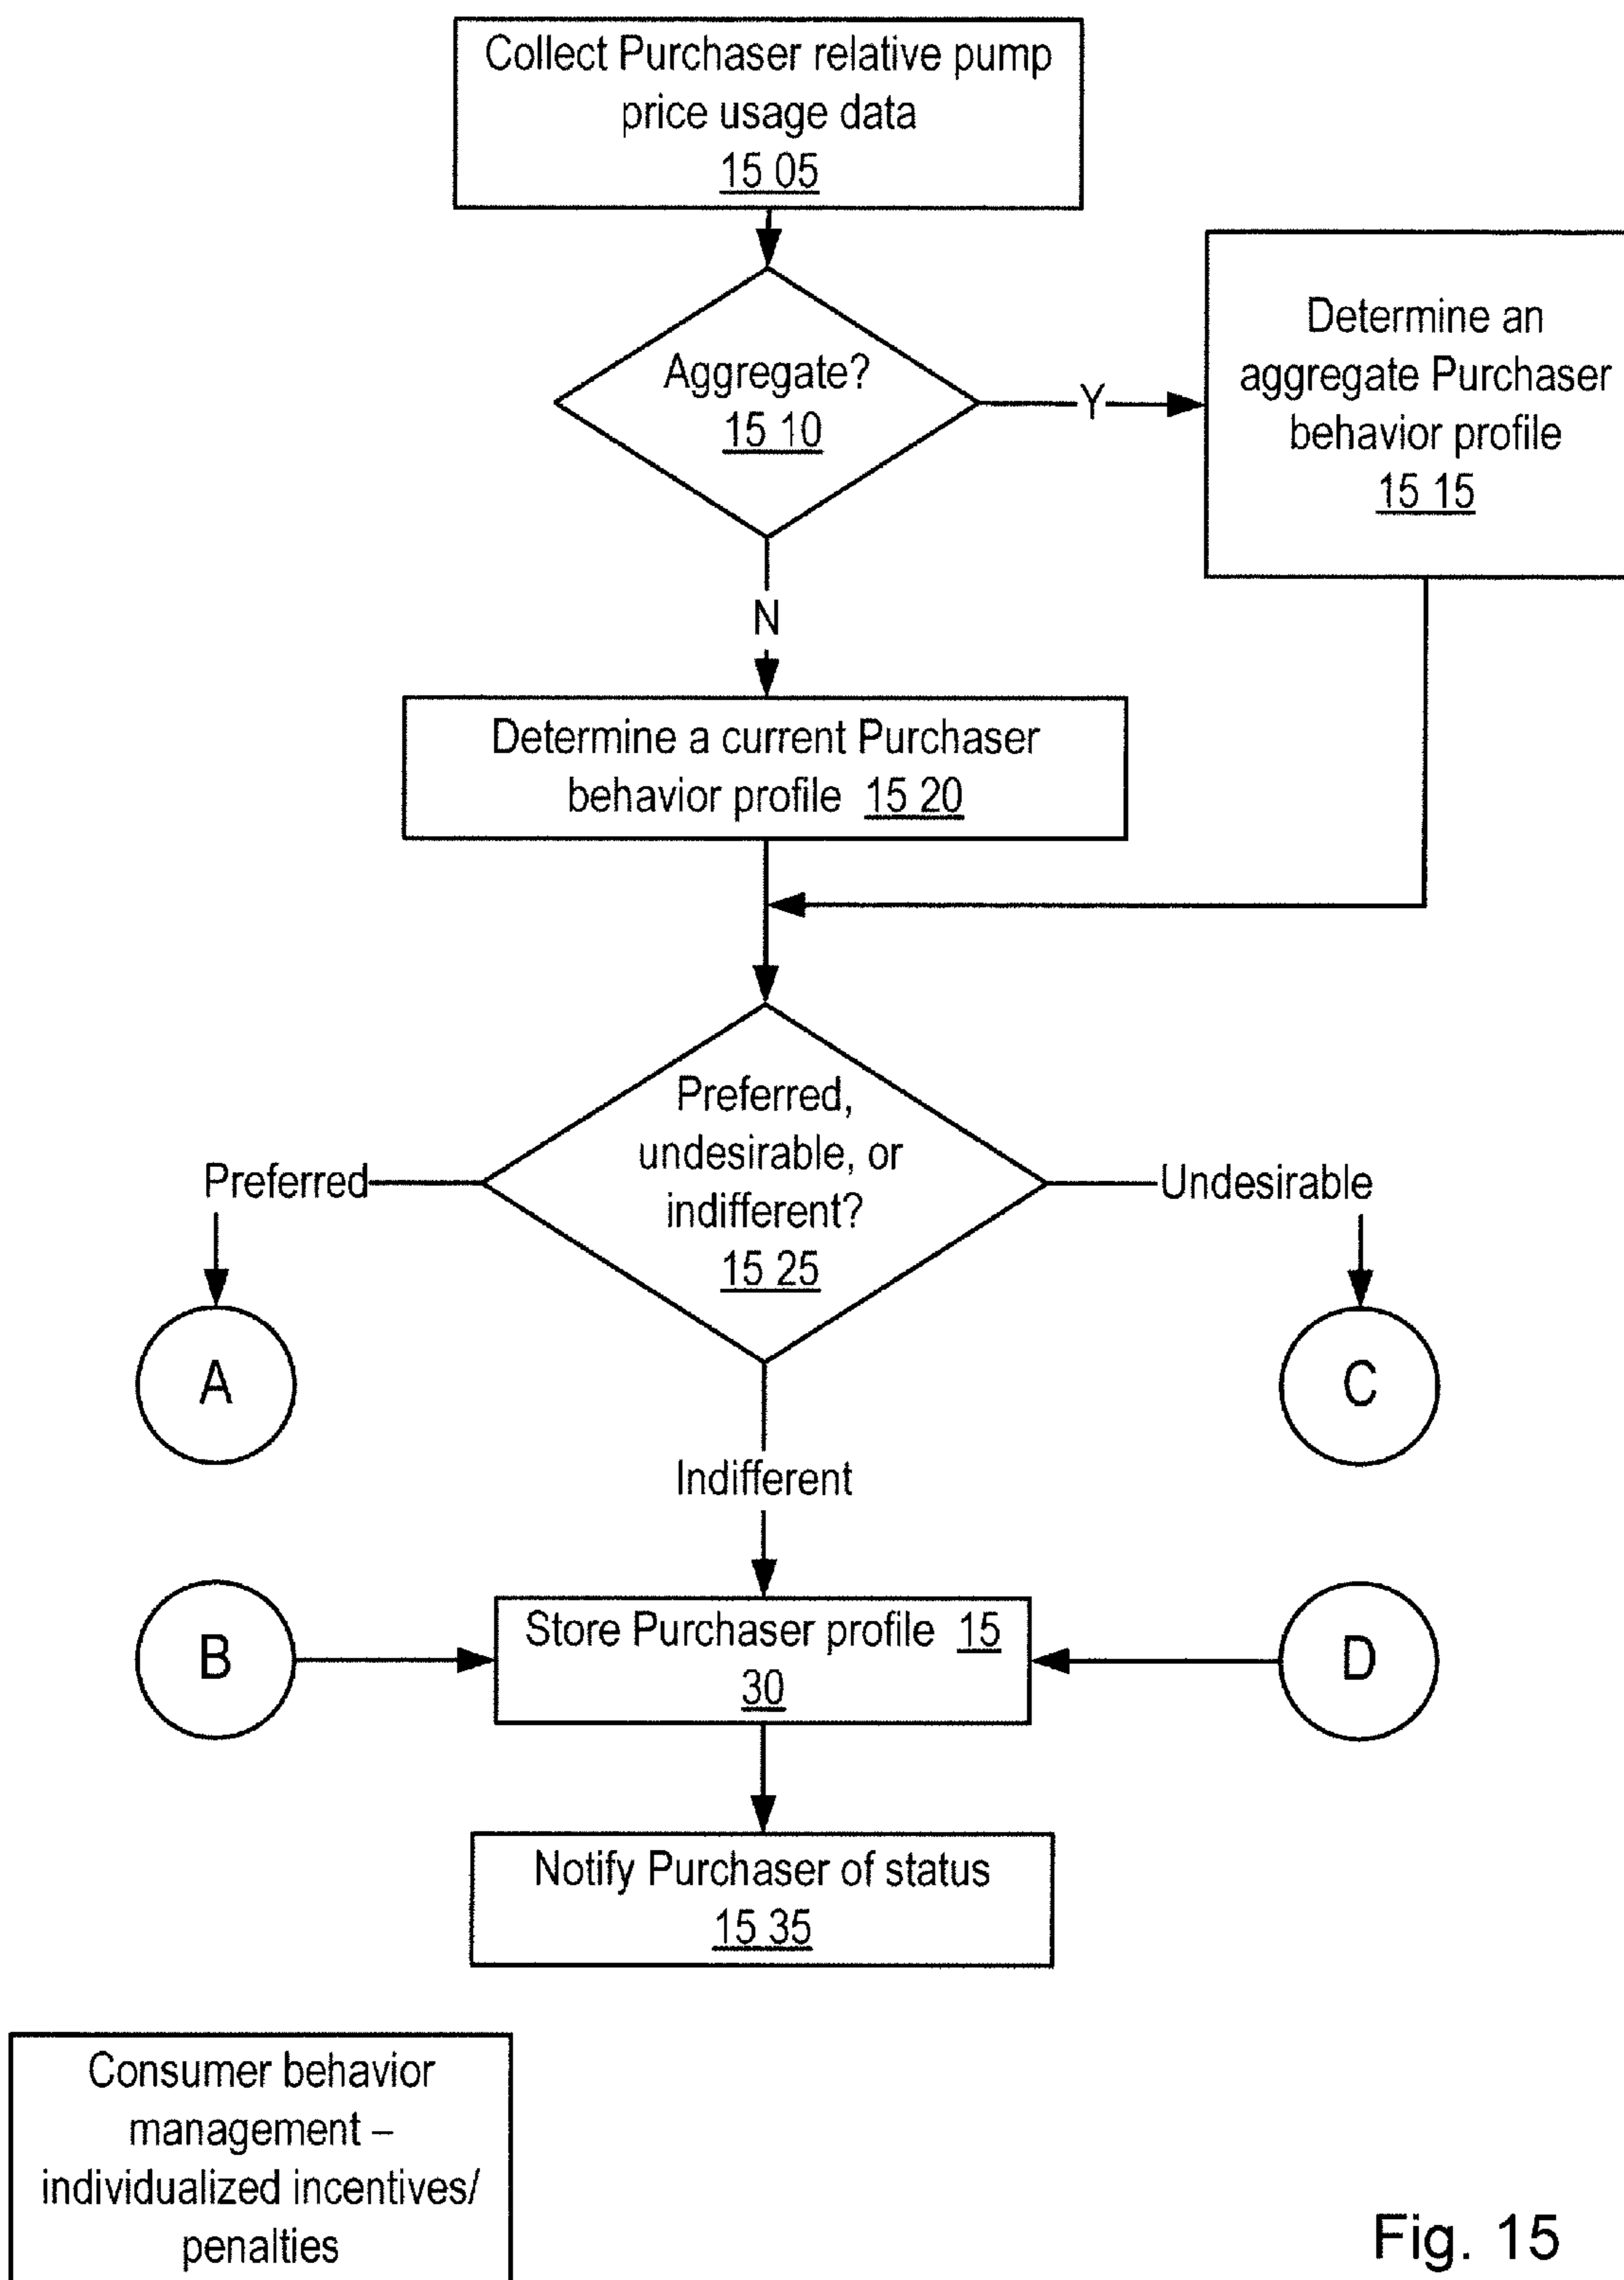 Collect Purchaser relative pump
price usage data
15 05
Aggregate?
15 10
Y
Determine an
aggregate Purchaser
behavior profile
15 15
N
Determine a current Purchaser
behavior profile 15 20
Preferred,
undesirable, or
indifferent?
15 25
Preferred
Undesirable
A
C
Indifferent
B
Store Purchaser profile 15
30
D
Notify Purchaser of status
15 35
Consumer behavior
management –
individualized incentives/
penalties
Fig. 15